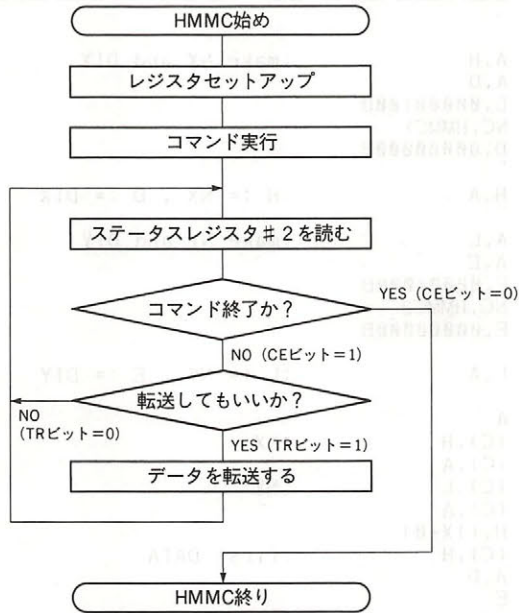 HMMC始め
レジスタセットアップ
コマンド実行
ステータスレジスタ＃２を読む
コマンド終了か？
YES (CEビット＝0)
NO (CEビット＝1)
転送してもいいか？
NO
(TRビット＝0)
YES (TRビット＝1)
データを転送する
HMMC終り